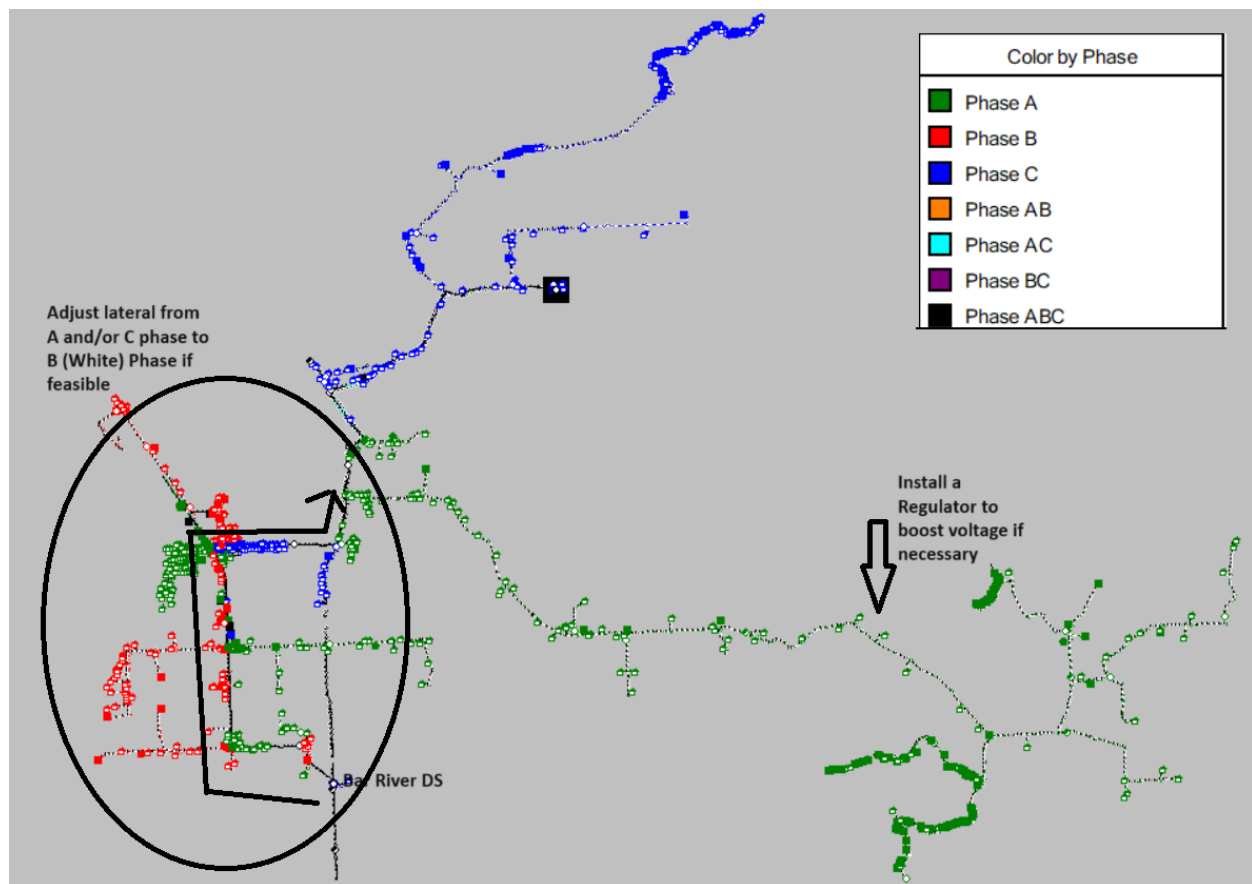 Color by Phase
Phase A
Phase B
Phase C
Phase AB
Phase AC
Phase BC
Phase ABC
Adjust lateral from
A and/or C phase to
B (White) Phase if
feasible
Install a
Regulator to
boost voltage if
necessary
Bar River DS